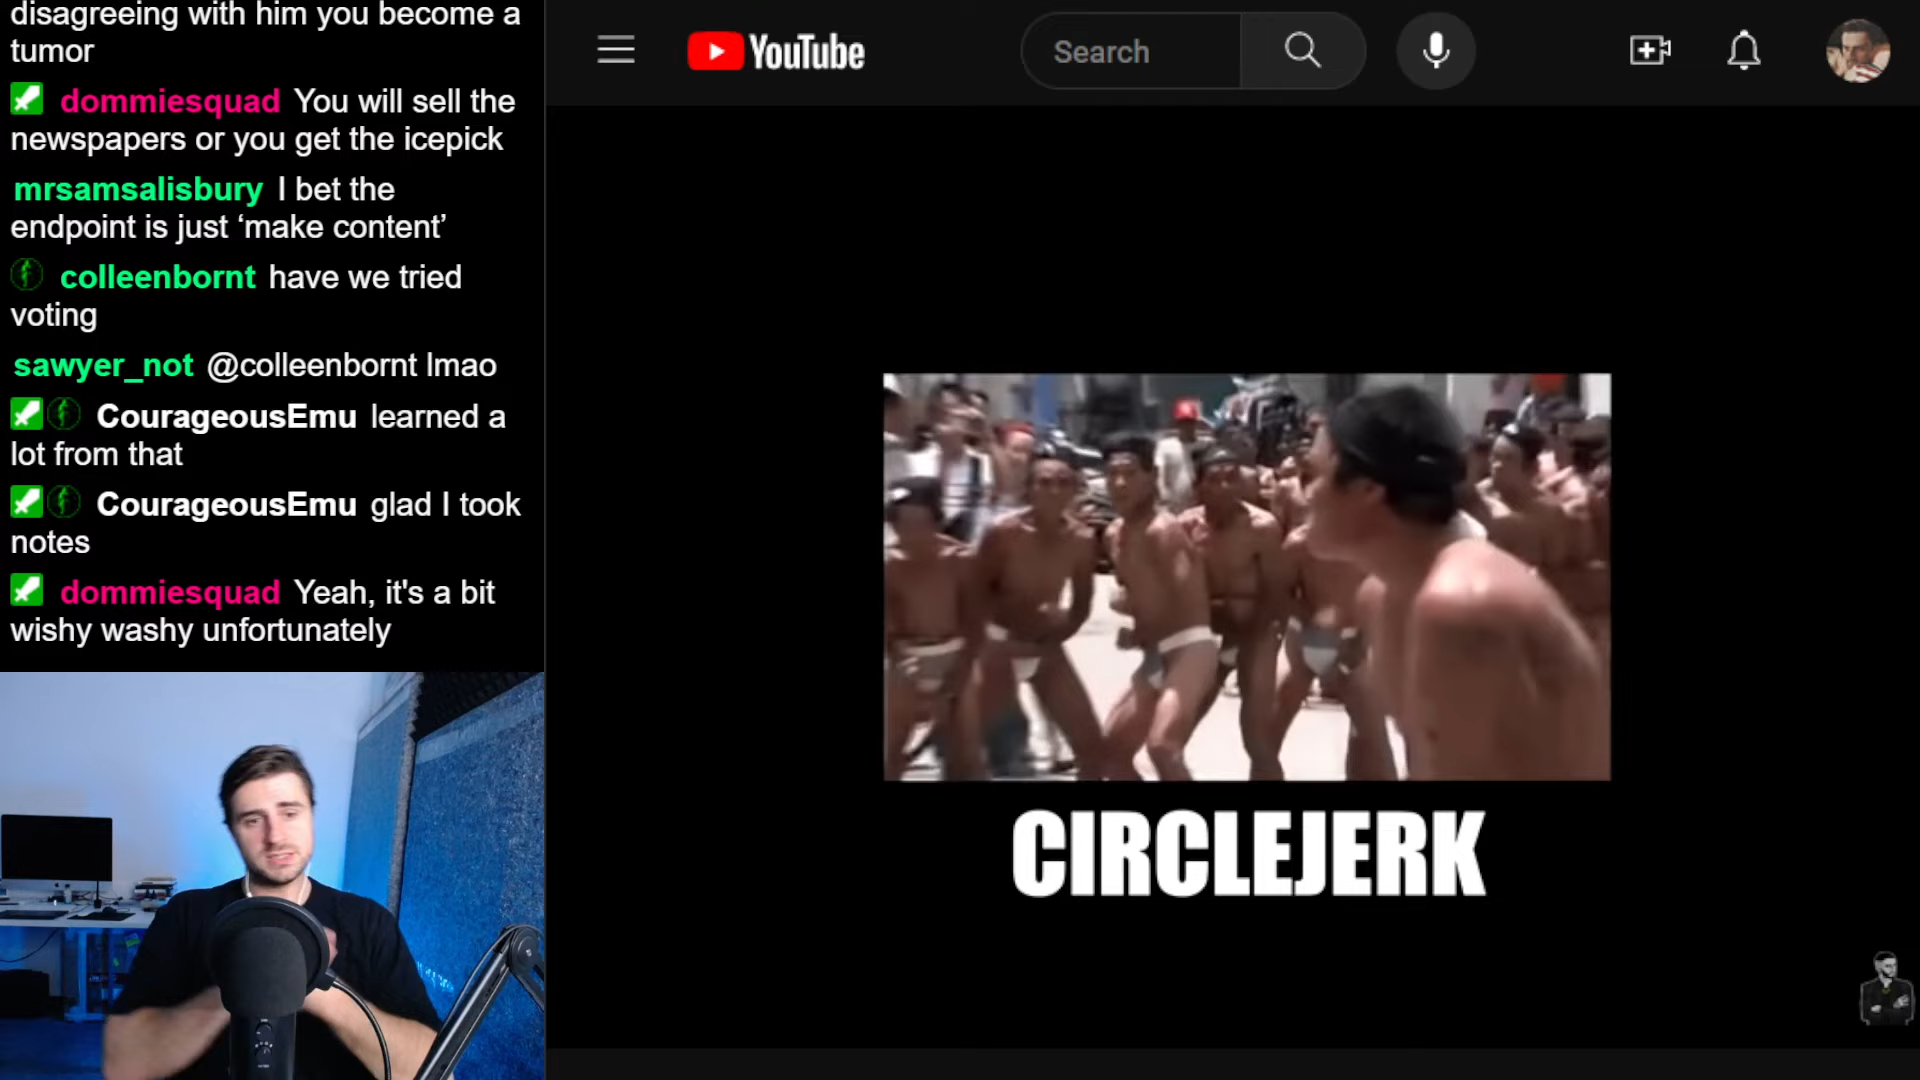 disagreeing with him you become a
tumor
dommiesquad You will sell the
newspapers or you get the icepick
mrsamsalisbury I bet the
endpoint is just ‘make content’
colleenbornt have we tried
voting
sawyer_not @colleenbornt lmao
CourageousEmu learned a
lot from that
CourageousEmu glad I took
notes
dommiesquad Yeah, it's a bit
wishy washy unfortunately
YouTube
Search
CIRCLEJERK